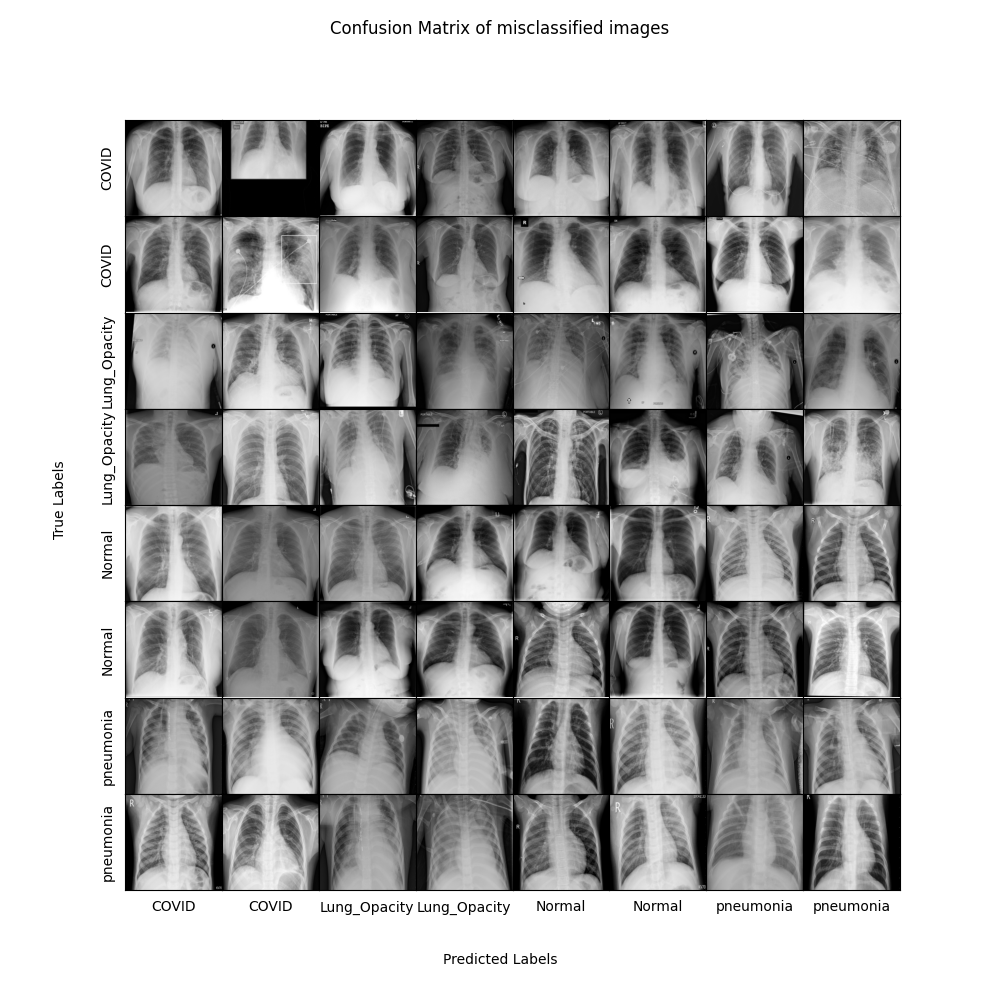 Confusion Matrix of misclassified images
True Labels
COVID
COVID
Lung_Opacity
Lung_Opacity
Normal
Normal
pneumonia
pneumonia
COVID COVID Lung_Opacity Lung_Opacity Normal Normal pneumonia pneumonia
Predicted Labels